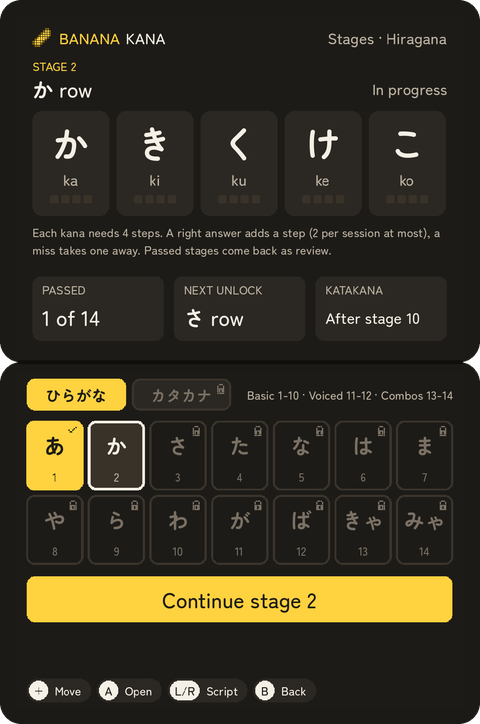 BANANA KANA
Stages · Hiragana
STAGE 2
か row
In progress
か き く け こ
ka ki ku ke ko
Each kana needs 4 steps. A right answer adds a step (2 per session at most), a
miss takes one away. Passed stages come back as review.
PASSED
1 of 14
NEXT UNLOCK
さ row
KATAKANA
After stage 10
ひらがな
カタカナ
Basic 1-10 · Voiced 11-12 · Combos 13-14
あ か さ た な は ま
1 2 3 4 5 6 7
や ら わ が ば きゃ みゃ
8 9 10 11 12 13 14
Continue stage 2
+ Move A Open L/R Script B Back